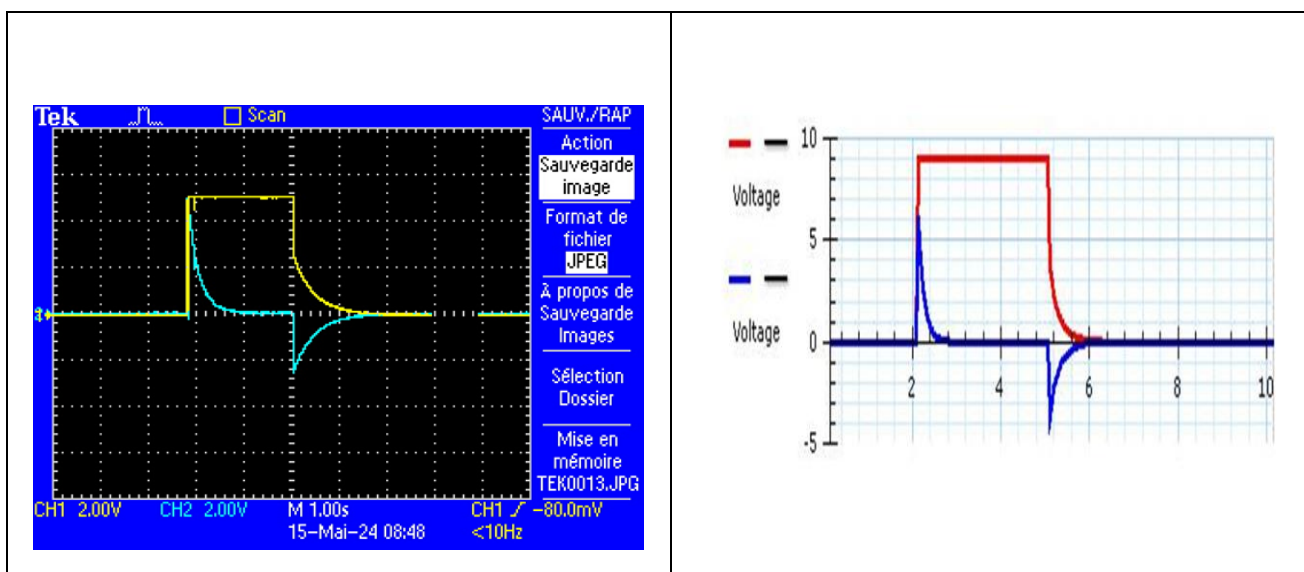 Tek
Scan
SAUV./RAP
Action
Sauvegarde
image
Format de
fichier
JPEG
À propos de
Sauvegarde
Images
Sélection
Dossier
Mise en
mémoire
TEK0013.JPG
CH1 2.00V CH2 2.00V M 1.00s CH1 -80.0mV
15-Mai-24 08:48 <10Hz
10
Voltage
5
Voltage
0
2 4 6 8 10
-5